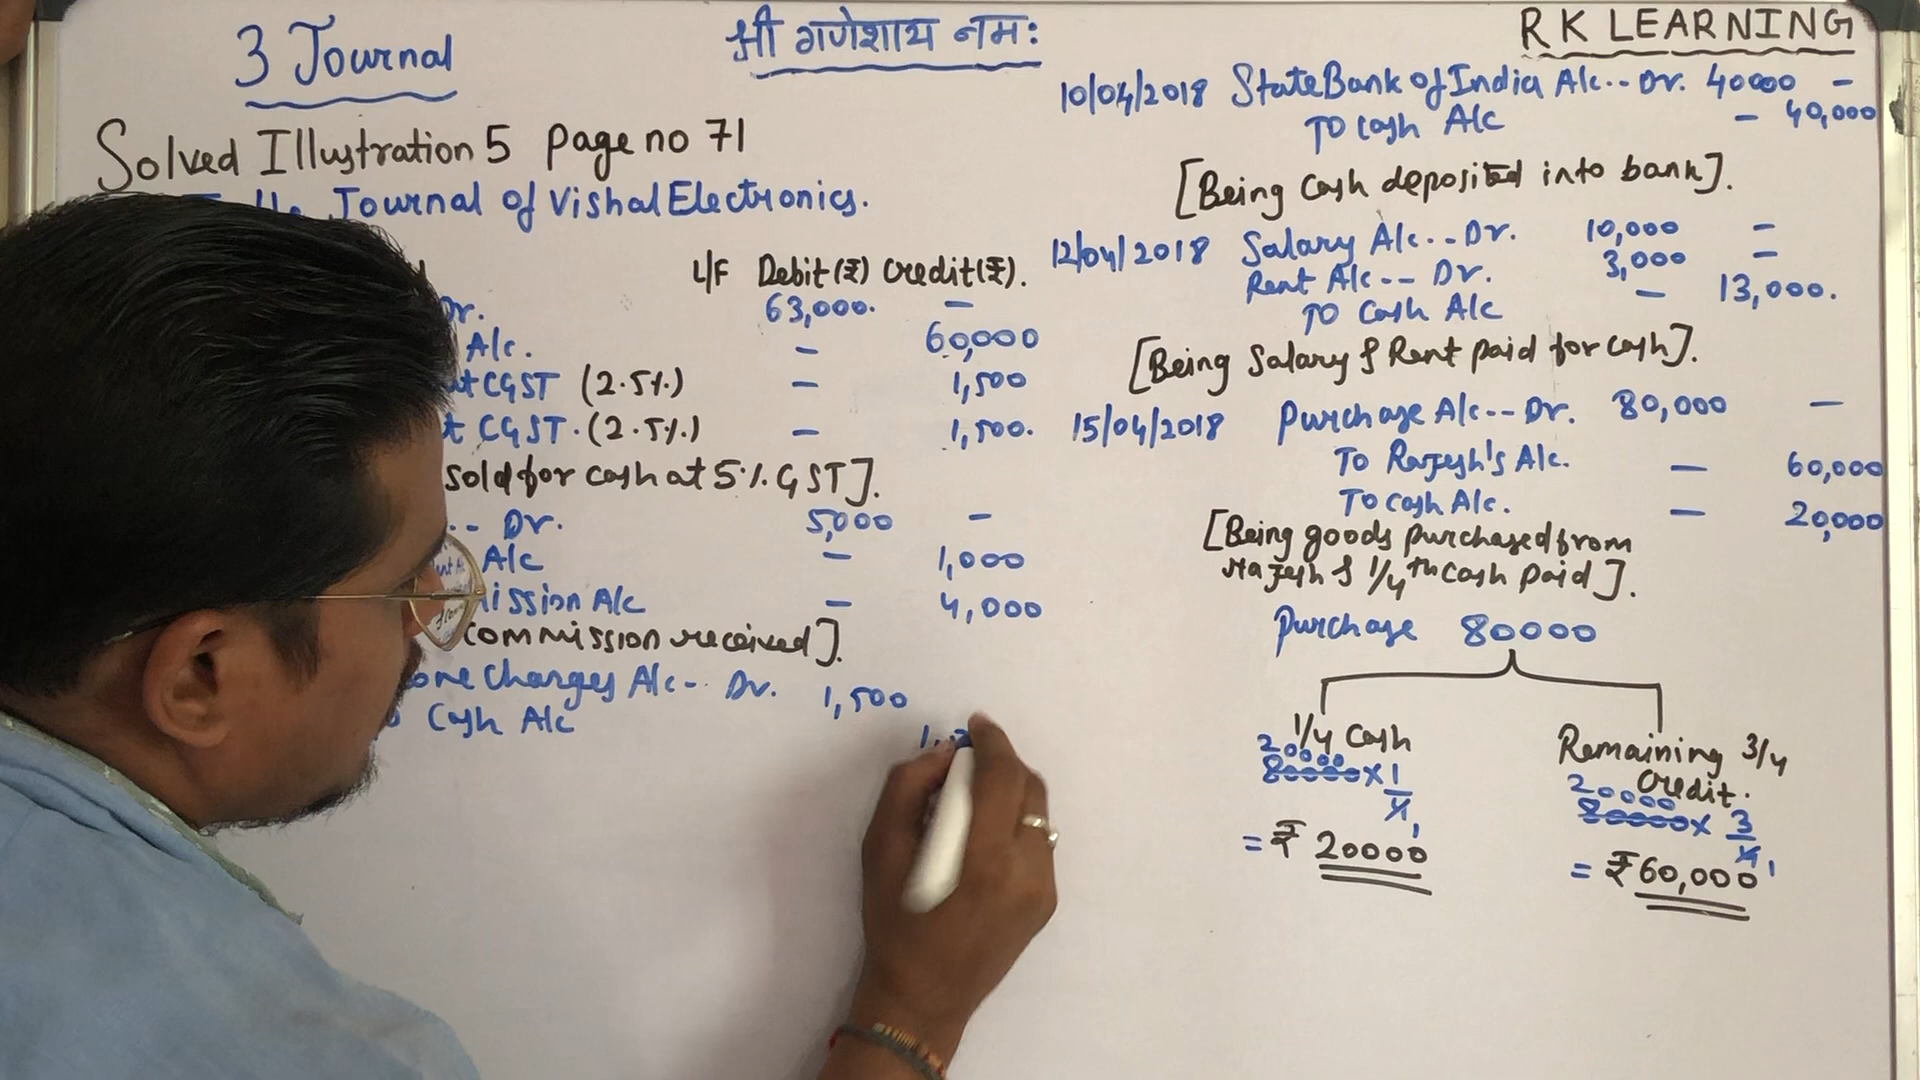 3 Journal
श्री गणेशाय नमः
R K LEARNING
Solved Illustration 5 page no 71
Journal of Vishal Electronics.
L/F Debit (₹) Credit (₹).
Dr. 63,000. -
A/c. - 60,000
CGST (2.5%) - 1,500
CGST. (2.5%) - 1,500.
sold for cash at 5% GST].
-- Dr. 5,000 -
A/c - 1,000
ission A/c - 4,000
commission received].
one Charges A/c-- Dr. 1,500
Cash A/c
10/04/2018 State Bank of India A/c.. Dr. 40000 -
To Cash A/c - 40,000
[Being Cash deposited into bank].
12/04/2018 Salary A/c... Dr. 10,000 -
Rent A/c --- Dr. 3,000 -
To Cash A/c - 13,000.
[Being Salary & Rent paid for cash].
15/04/2018 Purchase A/c--- Dr. 80,000 -
To Rajesh's A/c. - 60,000
To cash A/c. - 20,000
[Being goods purchased from
Rajesh & 1/4th cash paid].
Purchase 80000
1/4 Cash
20000
80000 x 1
4 1
= ₹ 20000
Remaining 3/4
Credit.
20000
80000 x 3
4 1
= ₹ 60,000